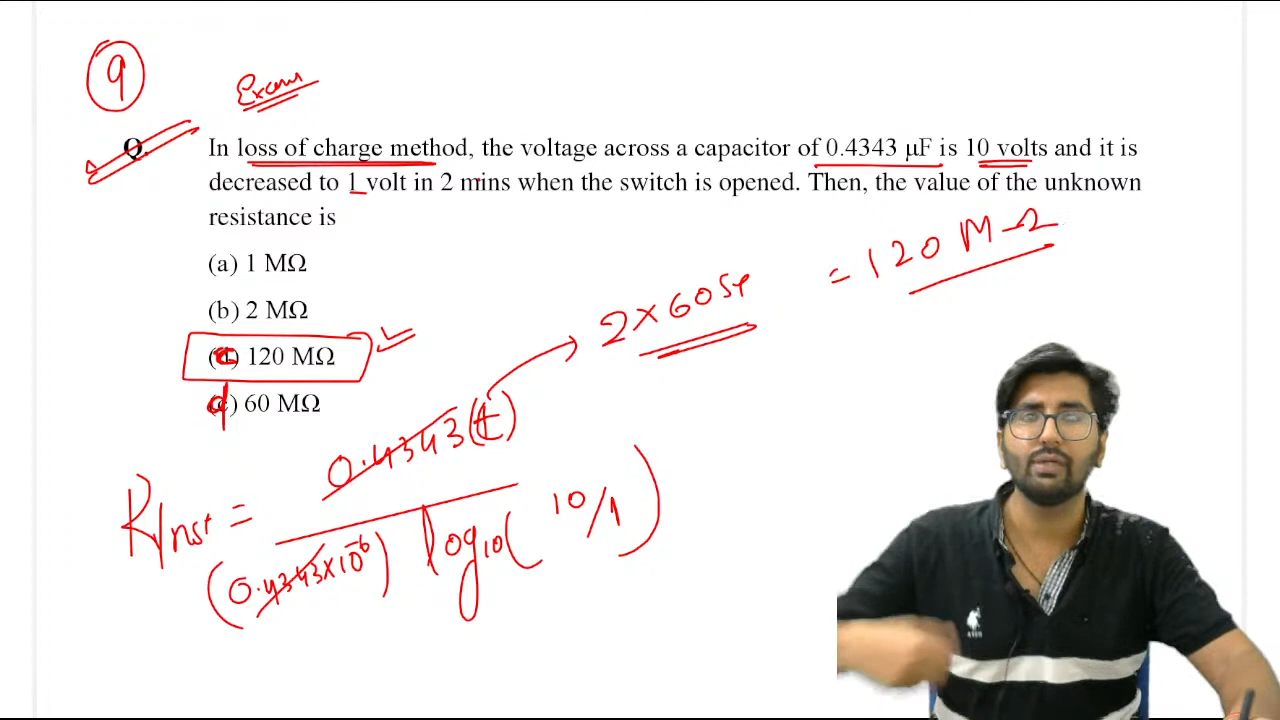 9
Exam
Q. In loss of charge method, the voltage across a capacitor of 0.4343 µF is 10 volts and it is
decreased to 1 volt in 2 mins when the switch is opened. Then, the value of the unknown
resistance is
(a) 1 MΩ
(b) 2 MΩ
(c) 120 MΩ
(d) 60 MΩ
2×60
= 120 MΩ
0.4343(t)
Rinst =
(0.4343×10⁻⁶) log10(10/1)